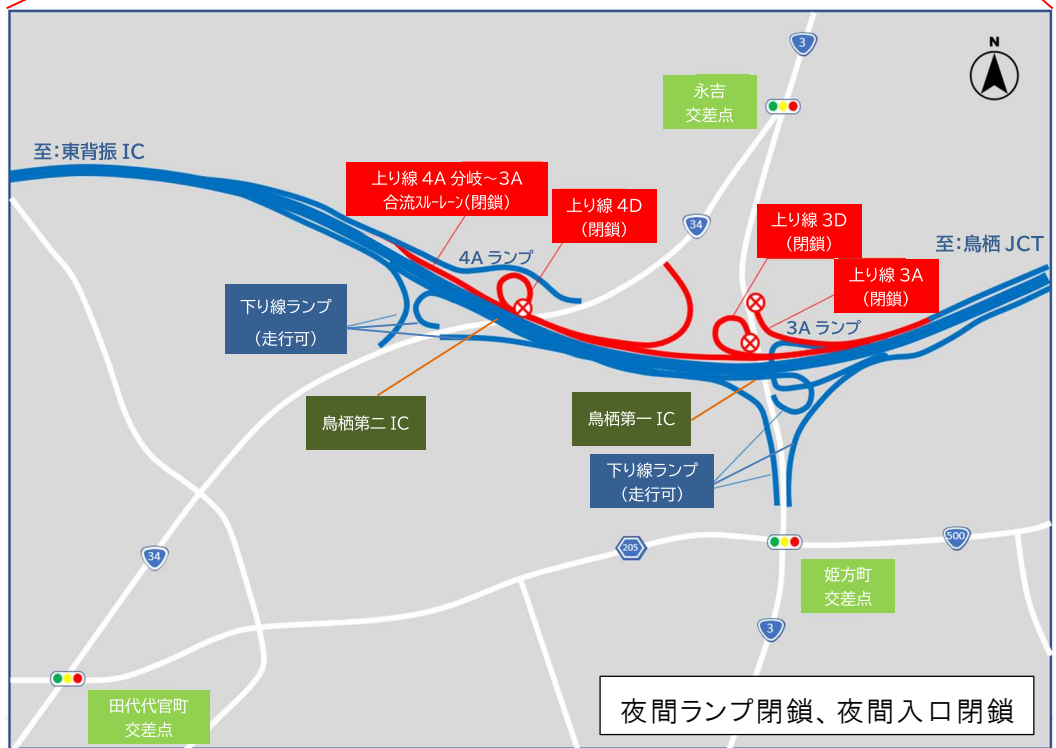 N
3
永吉
交差点
至:東背振 IC
上り線 4A 分岐～3A
合流スルーレーン(閉鎖)
上り線 4D
(閉鎖)
34
上り線 3D
(閉鎖)
至:鳥栖 JCT
4A ランプ
上り線 3A
(閉鎖)
下り線ランプ
(走行可)
3A ランプ
鳥栖第二 IC
鳥栖第一 IC
下り線ランプ
(走行可)
34
205
500
姫方町
交差点
3
田代代官町
交差点
夜間ランプ閉鎖、夜間入口閉鎖